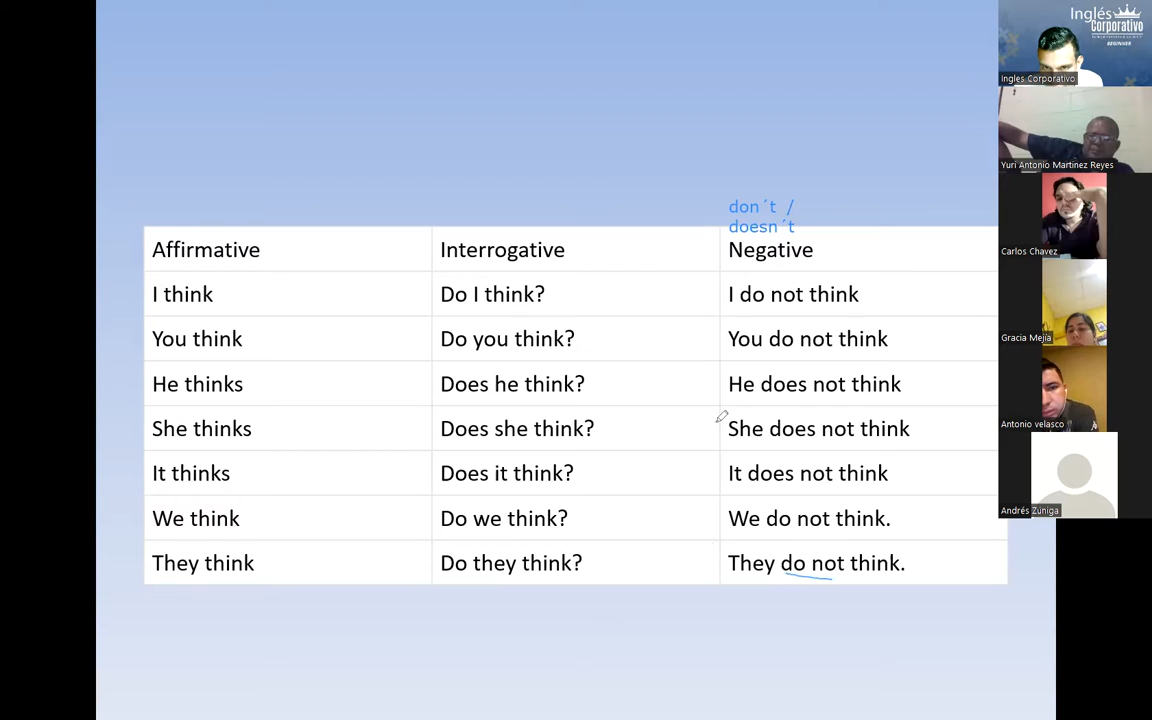 don´t /
doesn´t
Affirmative Interrogative Negative
I think Do I think? I do not think
You think Do you think? You do not think
He thinks Does he think? He does not think
She thinks Does she think? She does not think
It thinks Does it think? It does not think
We think Do we think? We do not think.
They think Do they think? They do not think.
Inglés
Corporativo
BEGINNER
Ingles Corporativo
Yuri Antonio Martinez Reyes
Carlos Chavez
Gracia Mejía
Antonio velasco
Andrés Zúniga